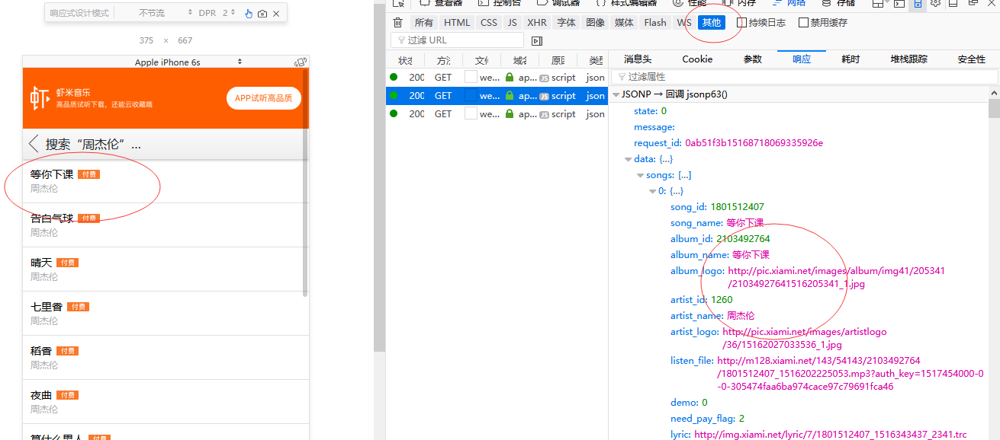 响应式设计模式 不节流 DPR 2
375 × 667
Apple iPhone 6s
虾米音乐
高品质试听下载，还能云收藏哦
APP试听高品质
搜索“周杰伦” ...
等你下课 付费
周杰伦
告白气球 付费
周杰伦
晴天 付费
周杰伦
七里香 付费
周杰伦
稻香 付费
周杰伦
夜曲 付费
周杰伦
算什么男人 付费
查看器 控制台 调试器 {} 样式编辑器 性能 内存 网络 存储
所有 HTML CSS JS XHR 字体 图像 媒体 Flash WS 其他 持续日志 禁用缓存
过滤 URL
状态 方法 文件 域名 原因 类型
200 GET we... ap... JS script json
200 GET we... ap... JS script json
200 GET we... ap... JS script json
消息头 Cookie 参数 响应 耗时 堆栈跟踪 安全性
过滤属性
JSONP → 回调 jsonp63()
state: 0
message:
request_id: 0ab51f3b15168718069335926e
data: {...}
songs: [...]
0: {...}
song_id: 1801512407
song_name: 等你下课
album_id: 2103492764
album_name: 等你下课
album_logo: http://pic.xiami.net/images/album/img41/205341
/21034927641516205341_1.jpg
artist_id: 1260
artist_name: 周杰伦
artist_logo: http://pic.xiami.net/images/artistlogo
/36/15162027033536_1.jpg
listen_file: http://m128.xiami.net/143/54143/2103492764
/1801512407_1516202225053.mp3?auth_key=1517454000-0
-0-305474faa6ba974cace97c79691fca46
demo: 0
need_pay_flag: 2
lyric: http://img.xiami.net/lyric/7/1801512407_1516343437_2341.trc